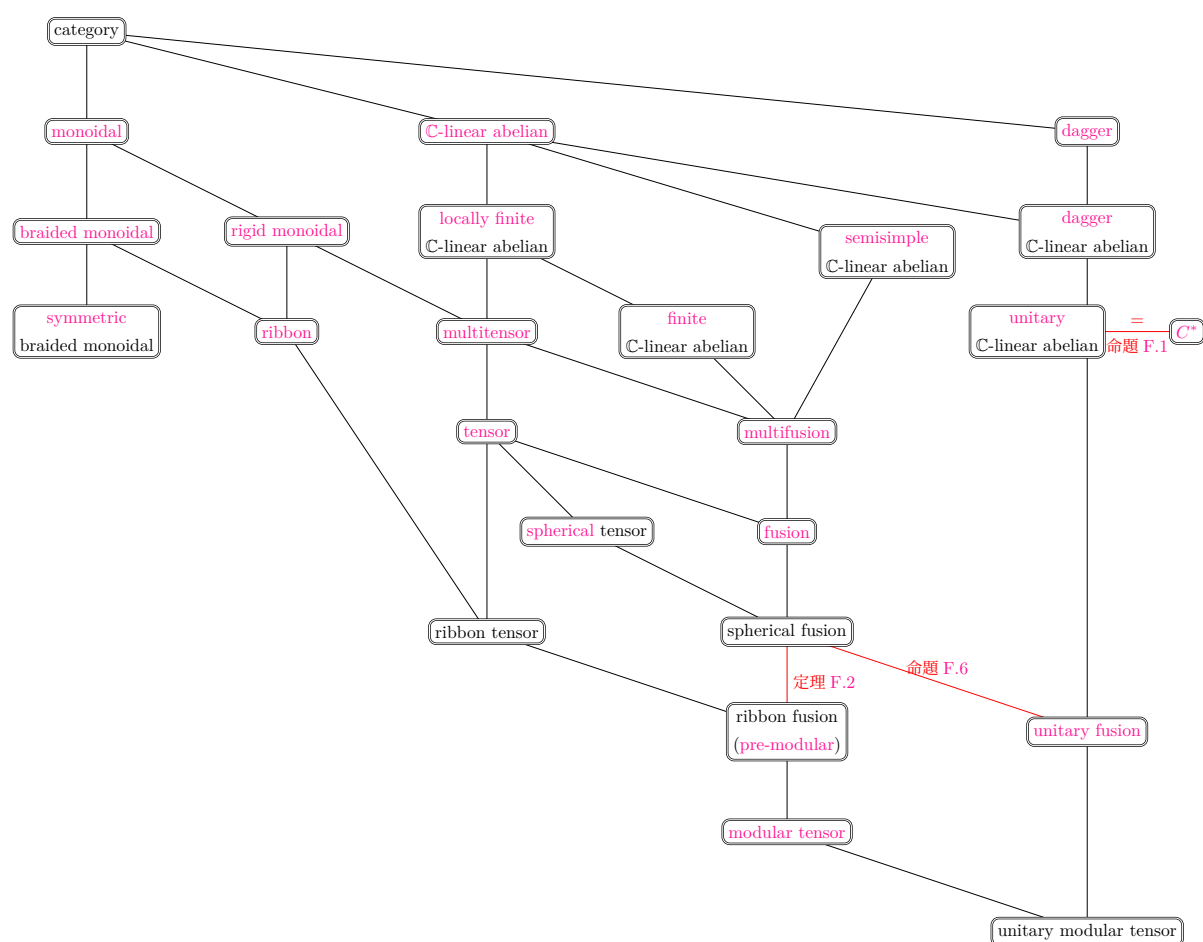 category
monoidal
ℂ-linear abelian
dagger
braided monoidal
rigid monoidal
locally finite
ℂ-linear abelian
semisimple
ℂ-linear abelian
dagger
ℂ-linear abelian
symmetric
braided monoidal
ribbon
multitensor
finite
ℂ-linear abelian
unitary
ℂ-linear abelian
=
命題 F.1
C*
tensor
multifusion
spherical tensor
fusion
ribbon tensor
spherical fusion
定理 F.2
命題 F.6
ribbon fusion
(pre-modular)
unitary fusion
modular tensor
unitary modular tensor